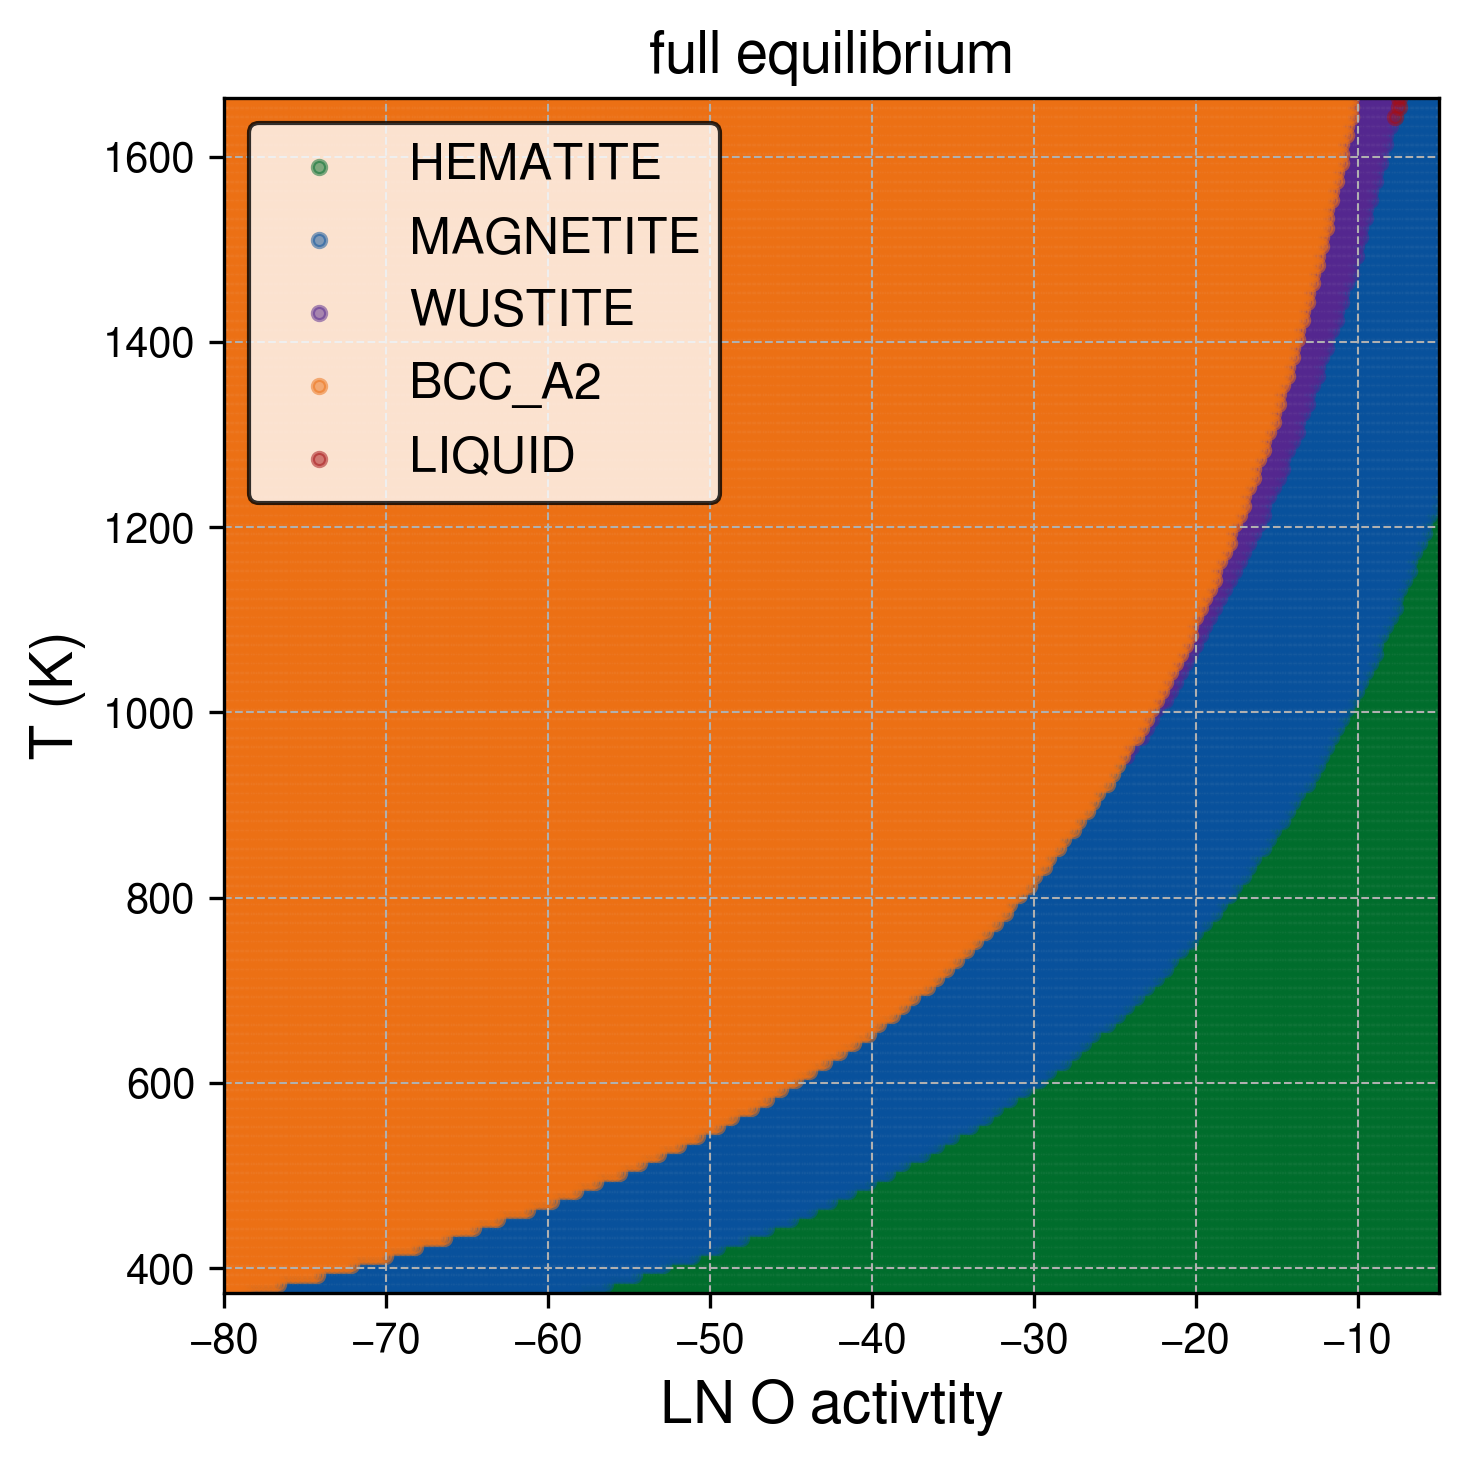 full equilibrium
HEMATITE
MAGNETITE
WUSTITE
BCC_A2
LIQUID
T (K)
1600
1400
1200
1000
800
600
400
−80 −70 −60 −50 −40 −30 −20 −10
LN O activtity